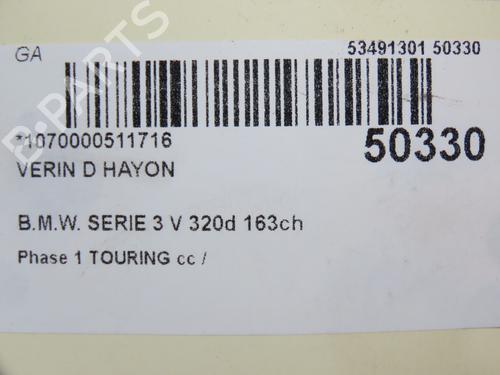 GA
53491301 50330
*1070000511716
50330
VERIN D HAYON
B.M.W. SERIE 3 V 320d 163ch
Phase 1 TOURING cc /
B-PARTS